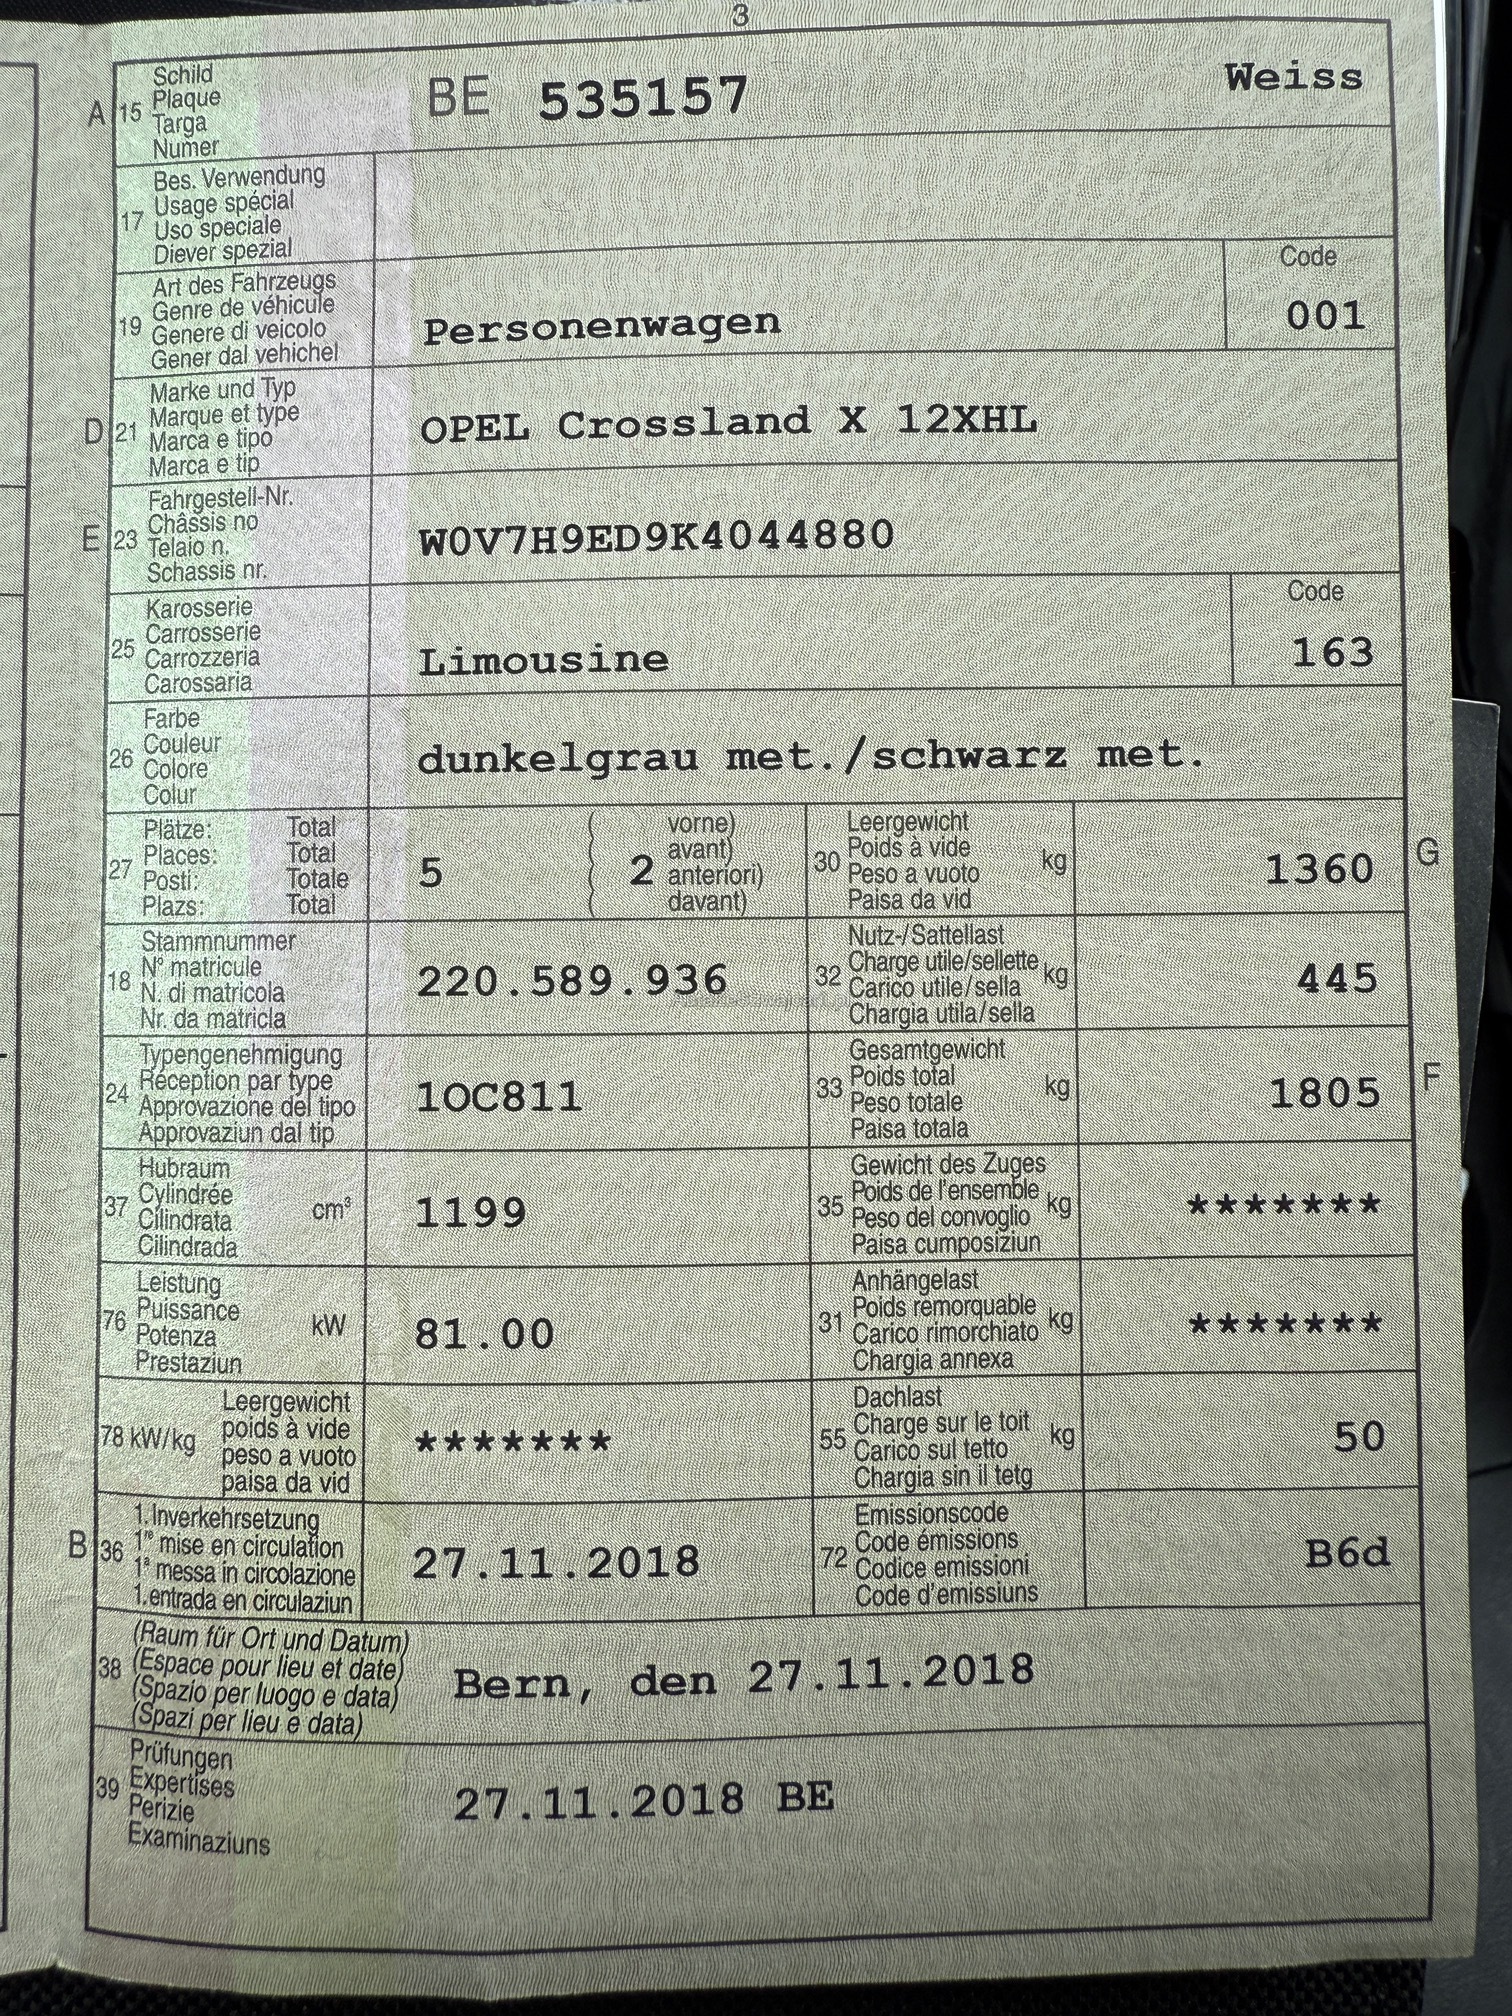 3
A 15 Schild
Plaque
Targa
Numer
BE 535157 Weiss
17 Bes. Verwendung
Usage spécial
Uso speciale
Diever spezial
19 Art des Fahrzeugs
Genre de véhicule
Genere di veicolo
Gener dal vehichel
Personenwagen
Code
001
D 21 Marke und Typ
Marque et type
Marca e tipo
Marca e tip
OPEL Crossland X 12XHL
E 23 Fahrgestell-Nr.
Châssis no
Telaio n.
Schassis nr.
W0V7H9ED9K4044880
25 Karosserie
Carrosserie
Carrozzeria
Carossaria
Limousine
Code
163
26 Farbe
Couleur
Colore
Colur
dunkelgrau met./schwarz met.
27 Plätze: Total
Places: Total
Posti: Totale
Plazs: Total
5
( vorne)
( avant)
( 2 anteriori)
( davant)
30 Leergewicht
Poids à vide
Peso a vuoto
Paisa da vid
kg
1360
G
18 Stammnummer
N° matricule
N. di matricola
Nr. da matricla
220.589.936
32 Nutz-/Sattellast
Charge utile/sellette
Carico utile/sella
Chargia utila/sella
kg
445
24 Typengenehmigung
Réception par type
Approvazione del tipo
Approvaziun dal tip
1OC811
33 Gesamtgewicht
Poids total
Peso totale
Paisa totala
kg
1805
F
37 Hubraum
Cylindrée
Cilindrata
Cilindrada
cm³
1199
35 Gewicht des Zuges
Poids de l'ensemble
Peso del convoglio
Paisa cumposiziun
kg
*******
76 Leistung
Puissance
Potenza
Prestaziun
kW
81.00
31 Anhängelast
Poids remorquable
Carico rimorchiato
Chargia annexa
kg
*******
78 kW/kg Leergewicht
poids à vide
peso a vuoto
paisa da vid
*******
55 Dachlast
Charge sur le toit
Carico sul tetto
Chargia sin il tetg
kg
50
B 36 1.Inverkehrsetzung
1re mise en circulation
1a messa in circolazione
1.entrada en circulaziun
27.11.2018
72 Emissionscode
Code émissions
Codice emissioni
Code d'emissiuns
B6d
38 (Raum für Ort und Datum)
(Espace pour lieu et date)
(Spazio per luogo e data)
(Spazi per lieu e data)
Bern, den 27.11.2018
39 Prüfungen
Expertises
Perizie
Examinaziuns
27.11.2018 BE